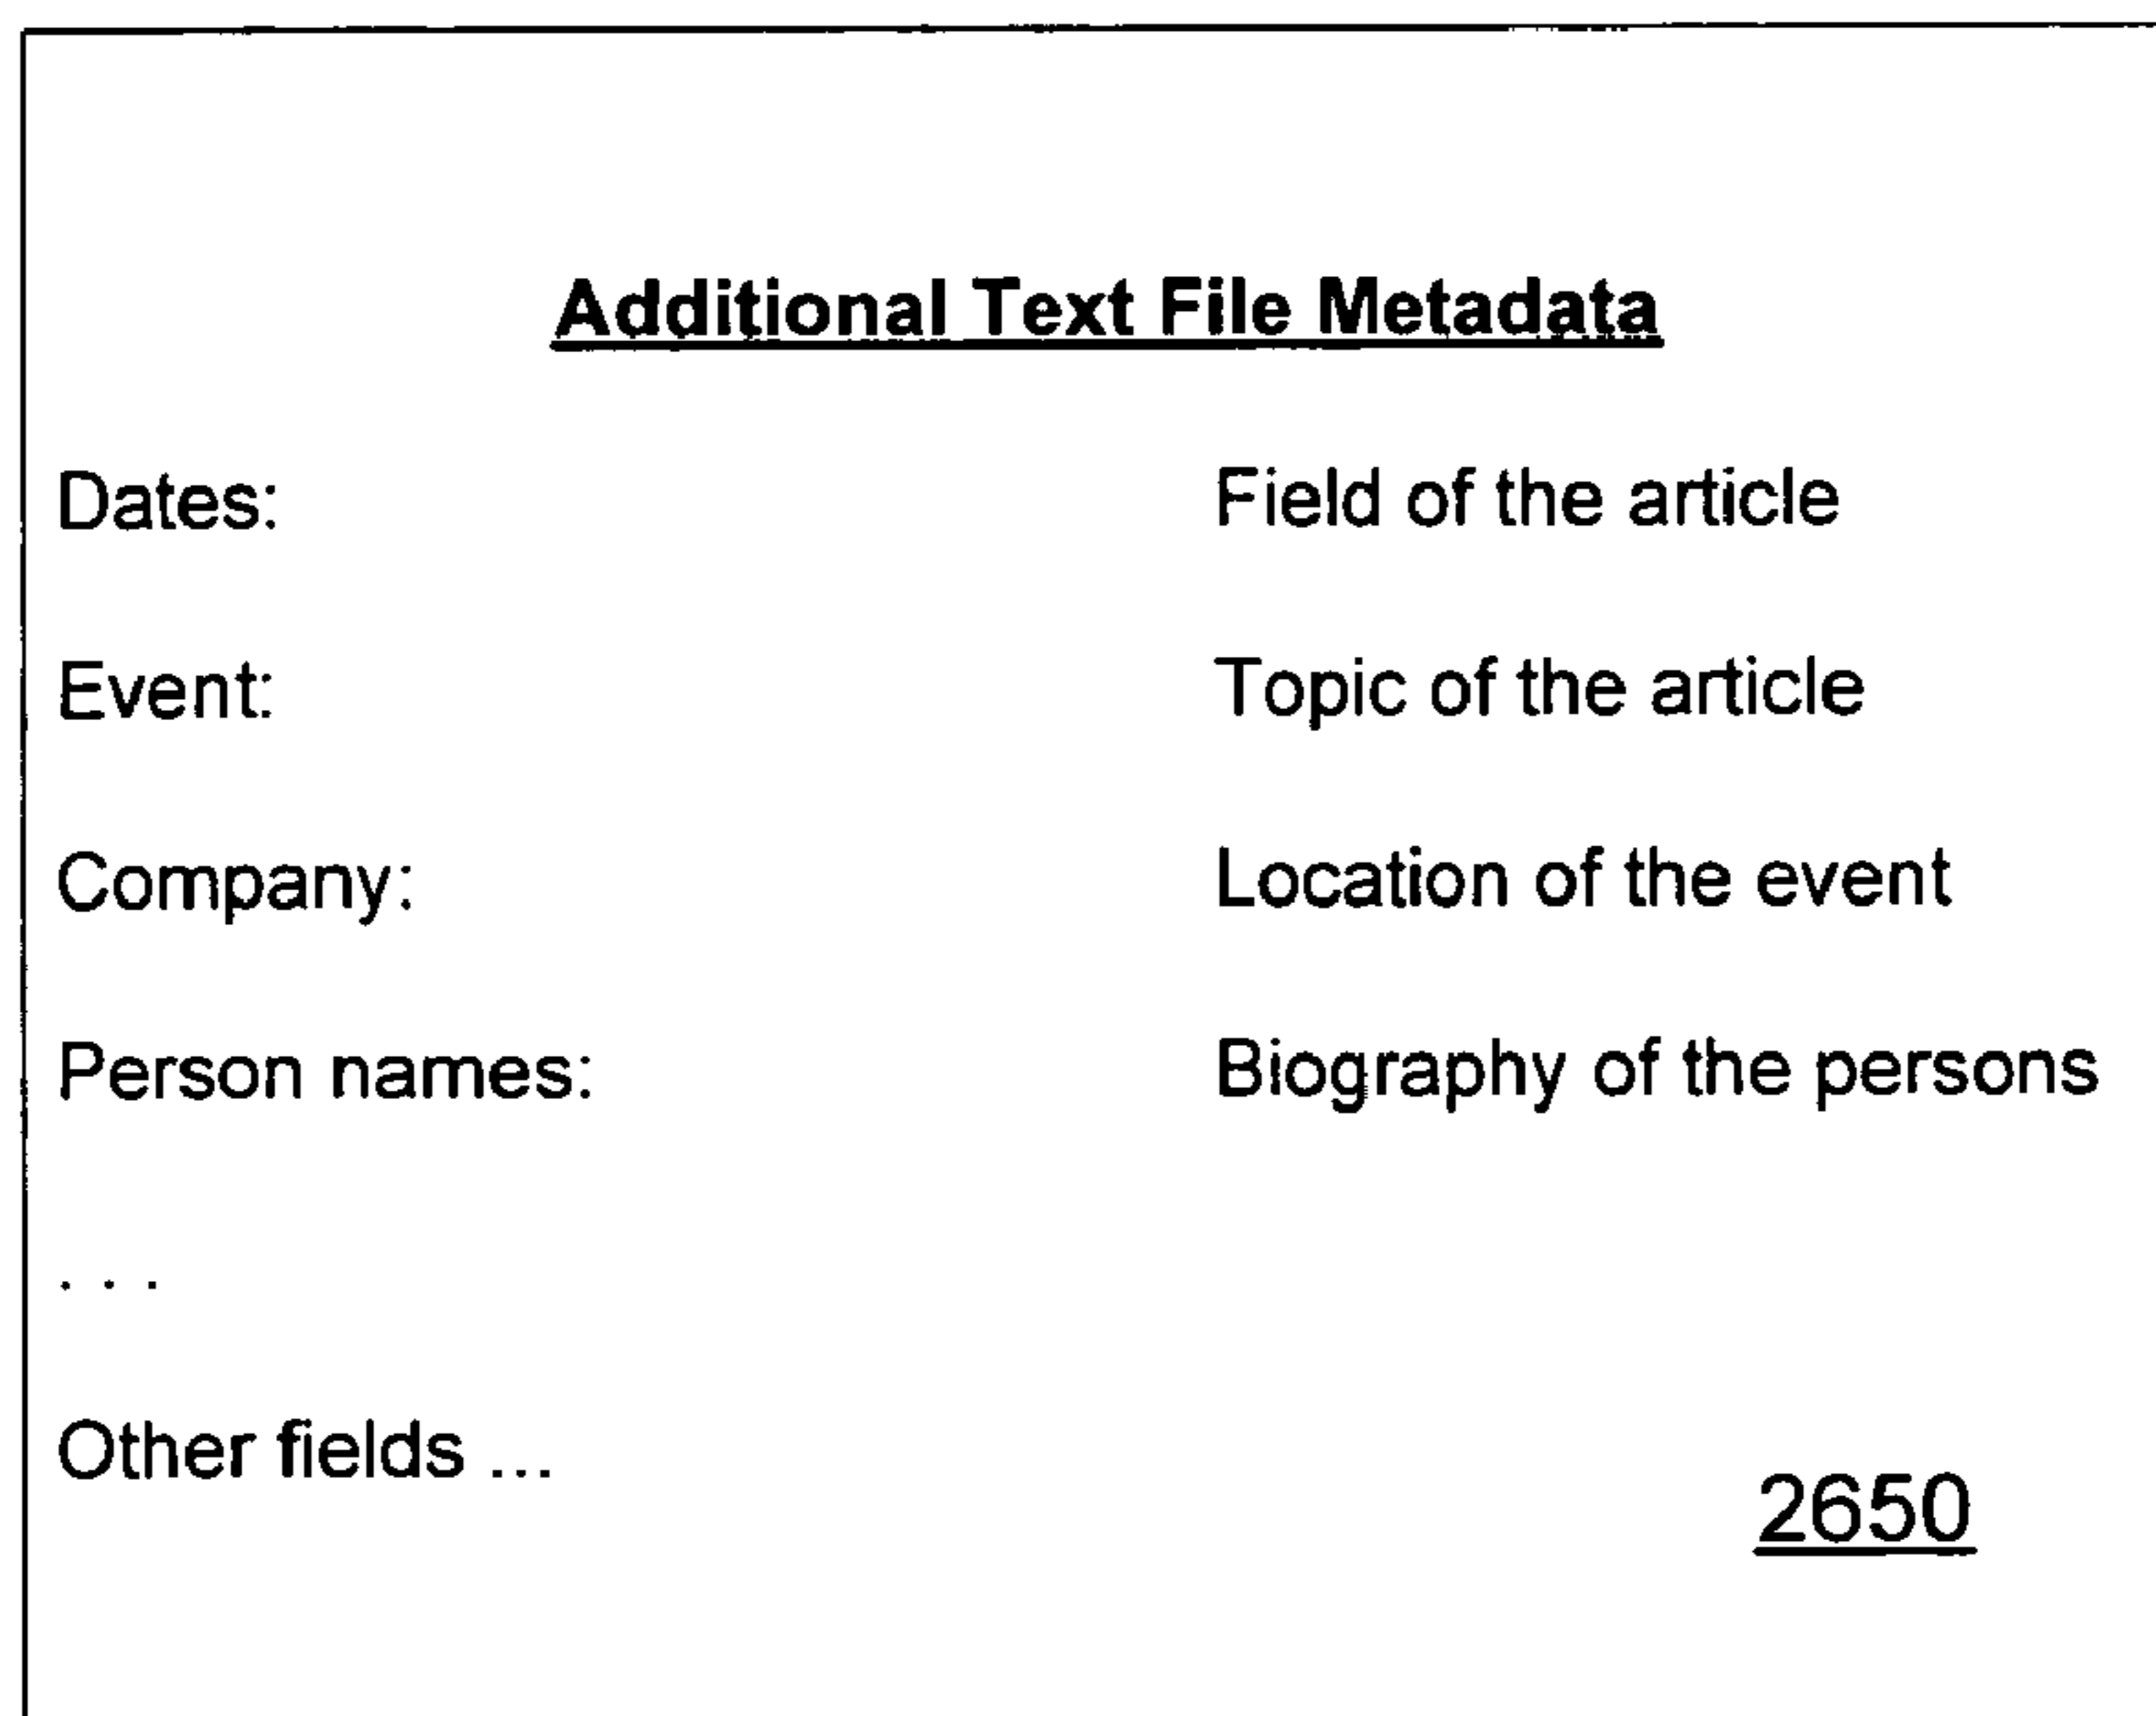 Additional Text File Metadata
Dates: Field of the article
Event: Topic of the article
Company: Location of the event
Person names: Biography of the persons
. . .
Other fields ...
2650